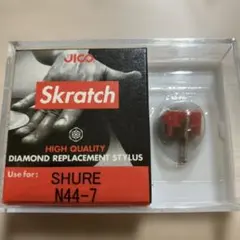 JICO
Skratch
HIGH QUALITY
DIAMOND REPLACEMENT STYLUS
Use for:
SHURE
N44-7